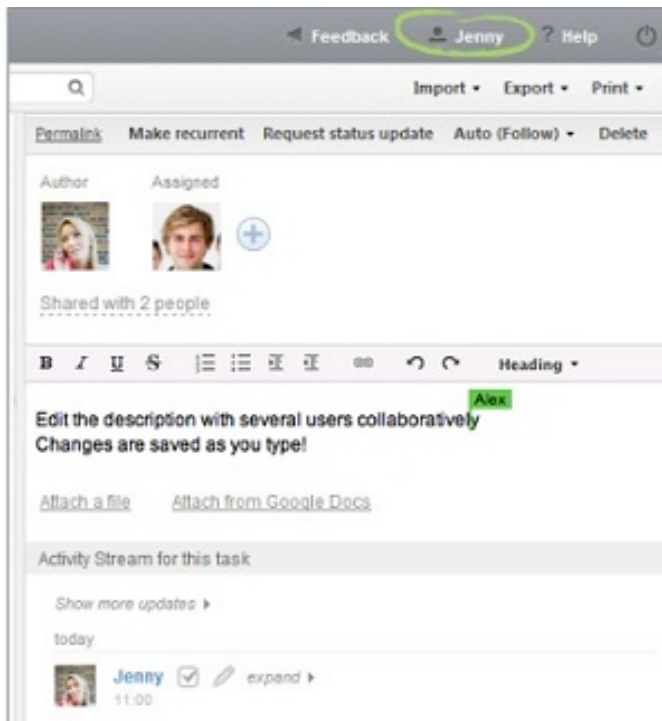 Feedback Jenny ? Help
Import Export Print
Permalink Make recurrent Request status update Auto (Follow) Delete
Author Assigned
Shared with 2 people
B I U S Heading
Alex
Edit the description with several users collaboratively
Changes are saved as you type!
Attach a file Attach from Google Docs
Activity Stream for this task
Show more updates
today
Jenny expand
11:00